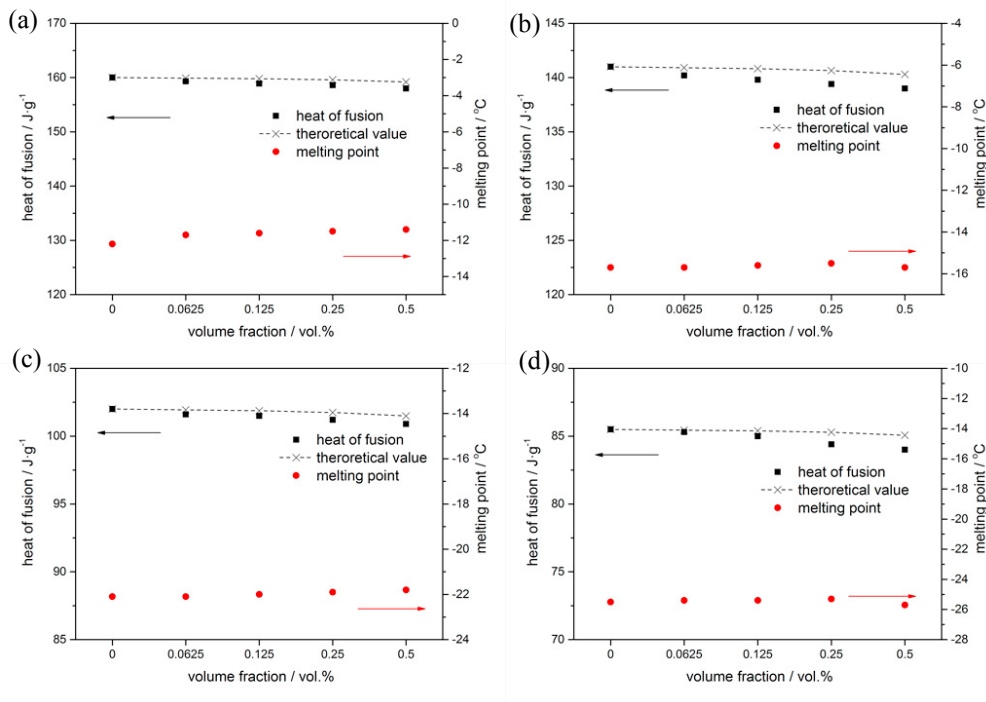 (a)
170
160
150
140
130
120
heat of fusion / J·g⁻¹
0
-2
-4
-6
-8
-10
-12
-14
melting point / °C
heat of fusion
theroretical value
melting point
0 0.0625 0.125 0.25 0.5
volume fraction / vol.%
(b)
145
140
135
130
125
120
heat of fusion / J·g⁻¹
-4
-6
-8
-10
-12
-14
-16
melting point / °C
heat of fusion
theroretical value
melting point
0 0.0625 0.125 0.25 0.5
volume fraction / vol.%
(c)
105
100
95
90
85
heat of fusion / J·g⁻¹
-12
-14
-16
-18
-20
-22
-24
melting point / °C
heat of fusion
theroretical value
melting point
0 0.0625 0.125 0.25 0.5
volume fraction / vol.%
(d)
90
85
80
75
70
heat of fusion / J·g⁻¹
-10
-12
-14
-16
-18
-20
-22
-24
-26
-28
melting point / °C
heat of fusion
theroretical value
melting point
0 0.0625 0.125 0.25 0.5
volume fraction / vol.%